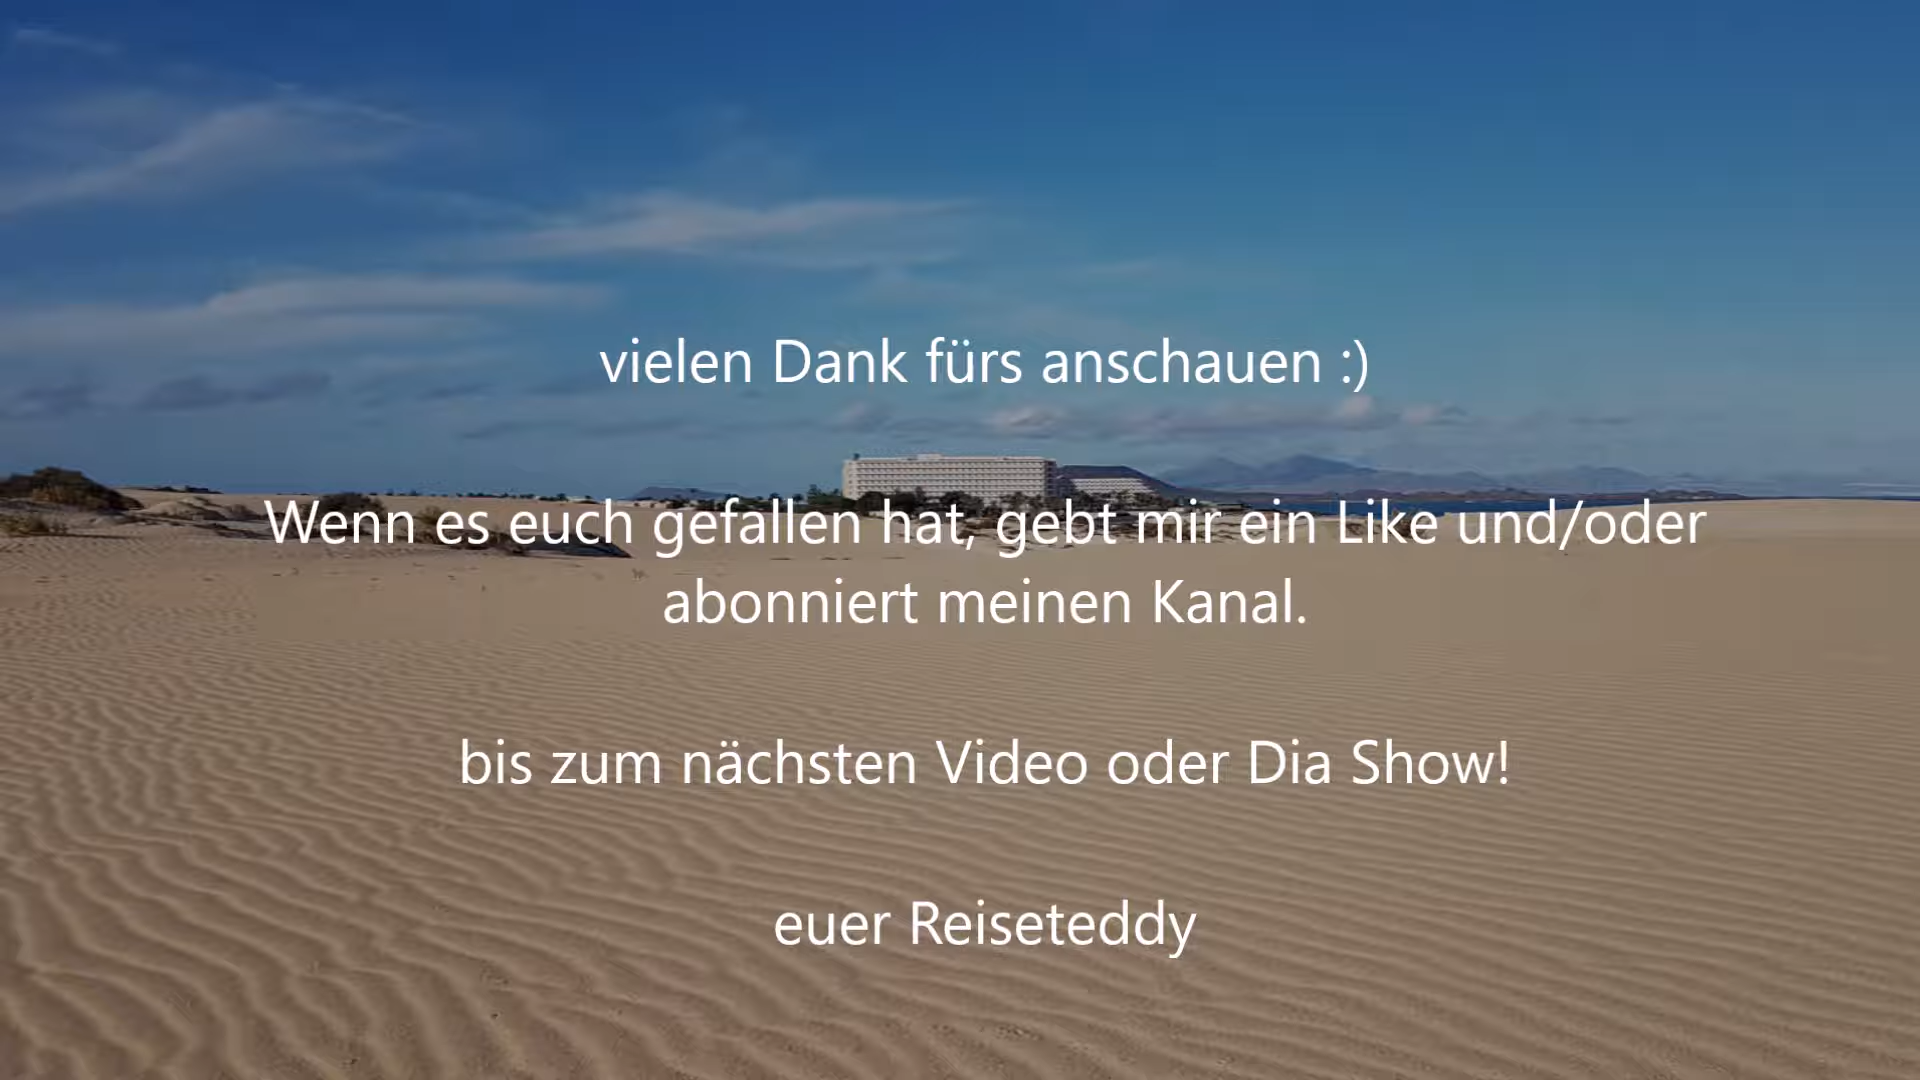 vielen Dank fürs anschauen :)
Wenn es euch gefallen hat, gebt mir ein Like und/oder
abonniert meinen Kanal.
bis zum nächsten Video oder Dia Show!
euer Reiseteddy